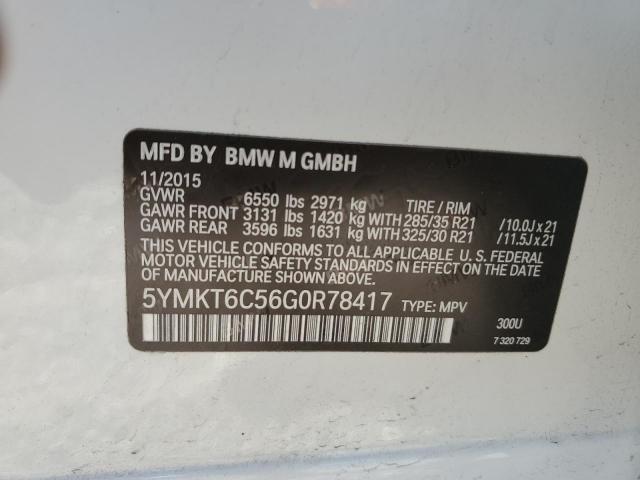 MFD BY BMW M GMBH
11/2015
GVWR 6550 lbs 2971 kg TIRE / RIM
GAWR FRONT 3131 lbs 1420 kg WITH 285/35 R21 / 10.0J x 21
GAWR REAR 3596 lbs 1631 kg WITH 325/30 R21 / 11.5J x 21
THIS VEHICLE CONFORMS TO ALL APPLICABLE U. S. FEDERAL
MOTOR VEHICLE SAFETY STANDARDS IN EFFECT ON THE DATE OF
MANUFACTURE SHOWN ABOVE.
5YMKT6C56G0R78417 TYPE: MPV
300U
7 320 729